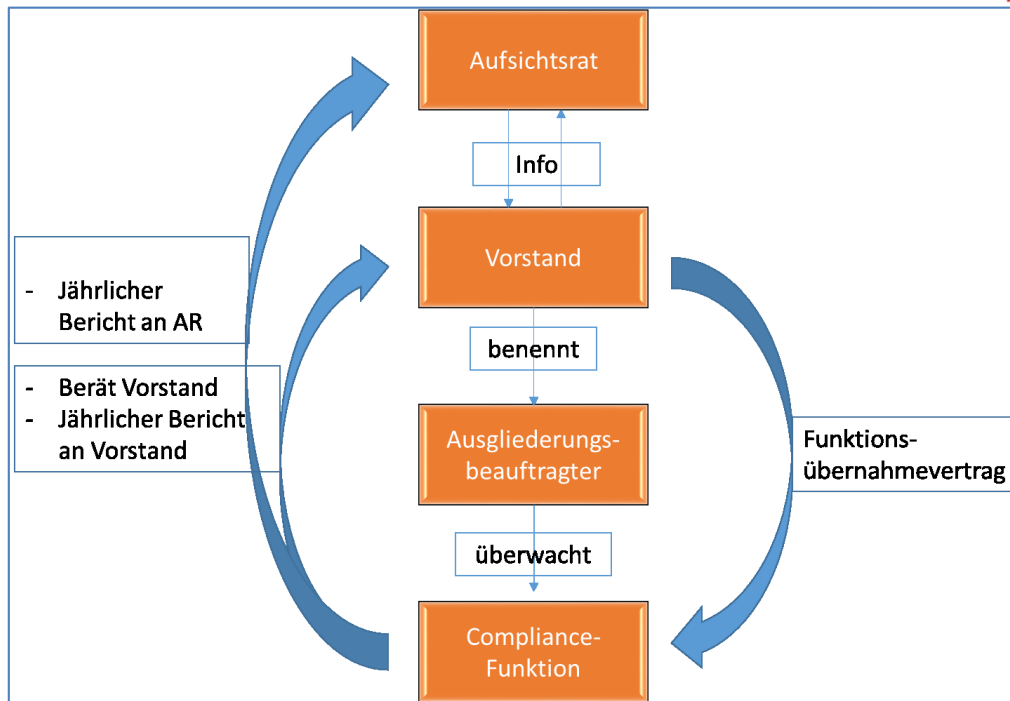 Aufsichtsrat
Info
Vorstand
- Jährlicher
Bericht an AR
benennt
- Berät Vorstand
- Jährlicher Bericht
an Vorstand
Ausgliederungs-
beauftragter
Funktions-
übernahmevertrag
überwacht
Compliance-
Funktion